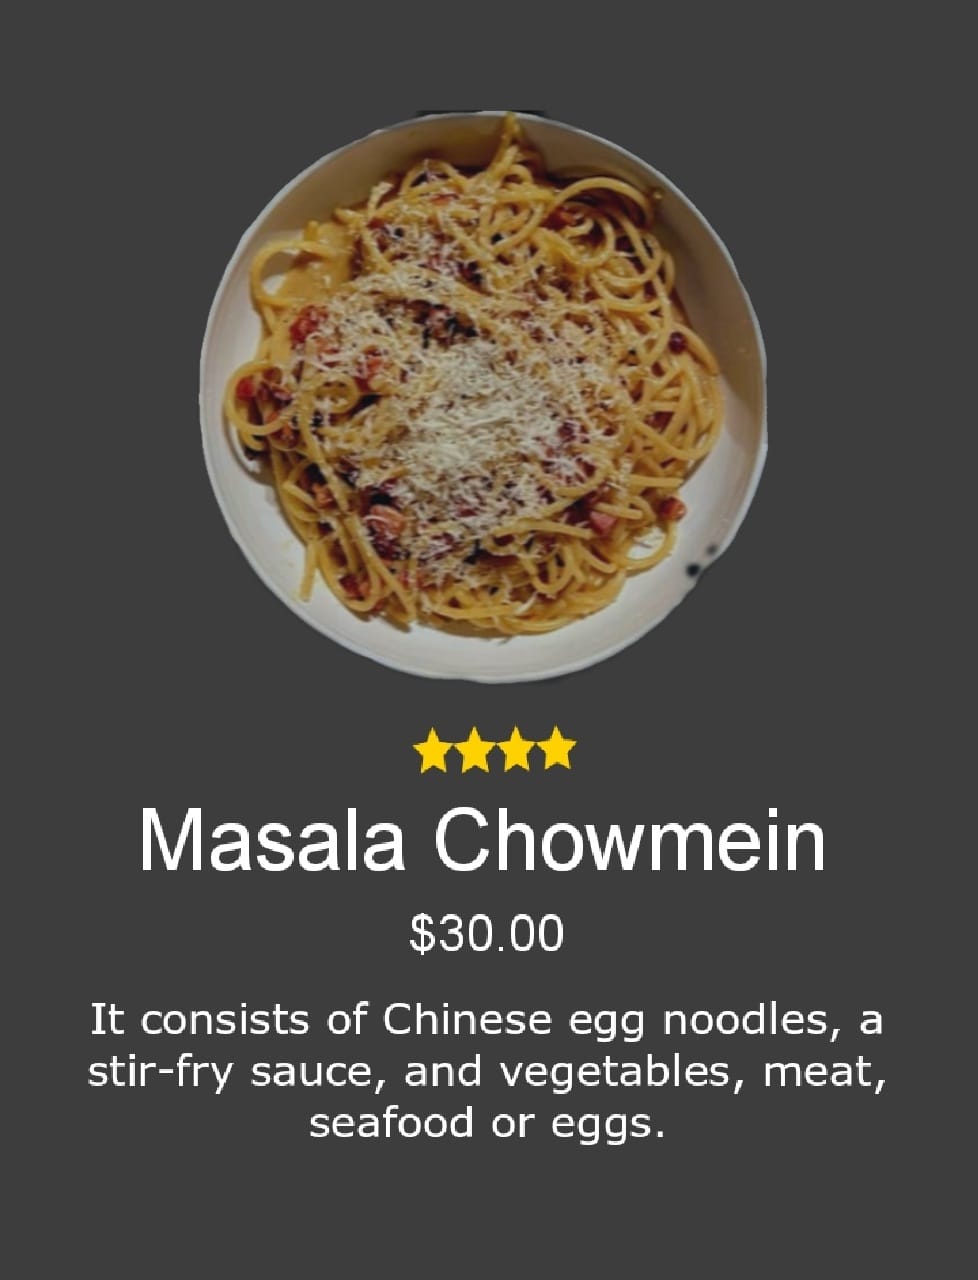 Masala Chowmein
$30.00
It consists of Chinese egg noodles, a
stir-fry sauce, and vegetables, meat,
seafood or eggs.